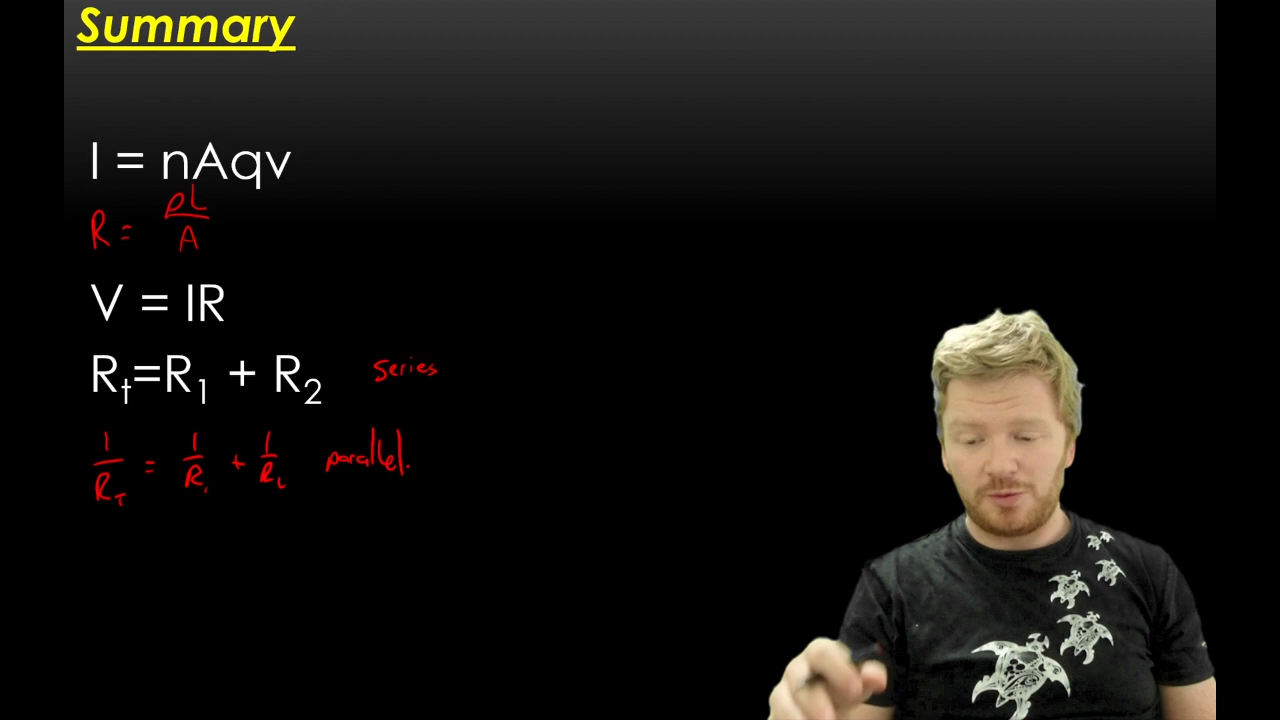 Summary
I = nAqv
R = ρL/A
V = IR
Rt=R1 + R2 series
1/RT = 1/R1 + 1/R2 parallel.